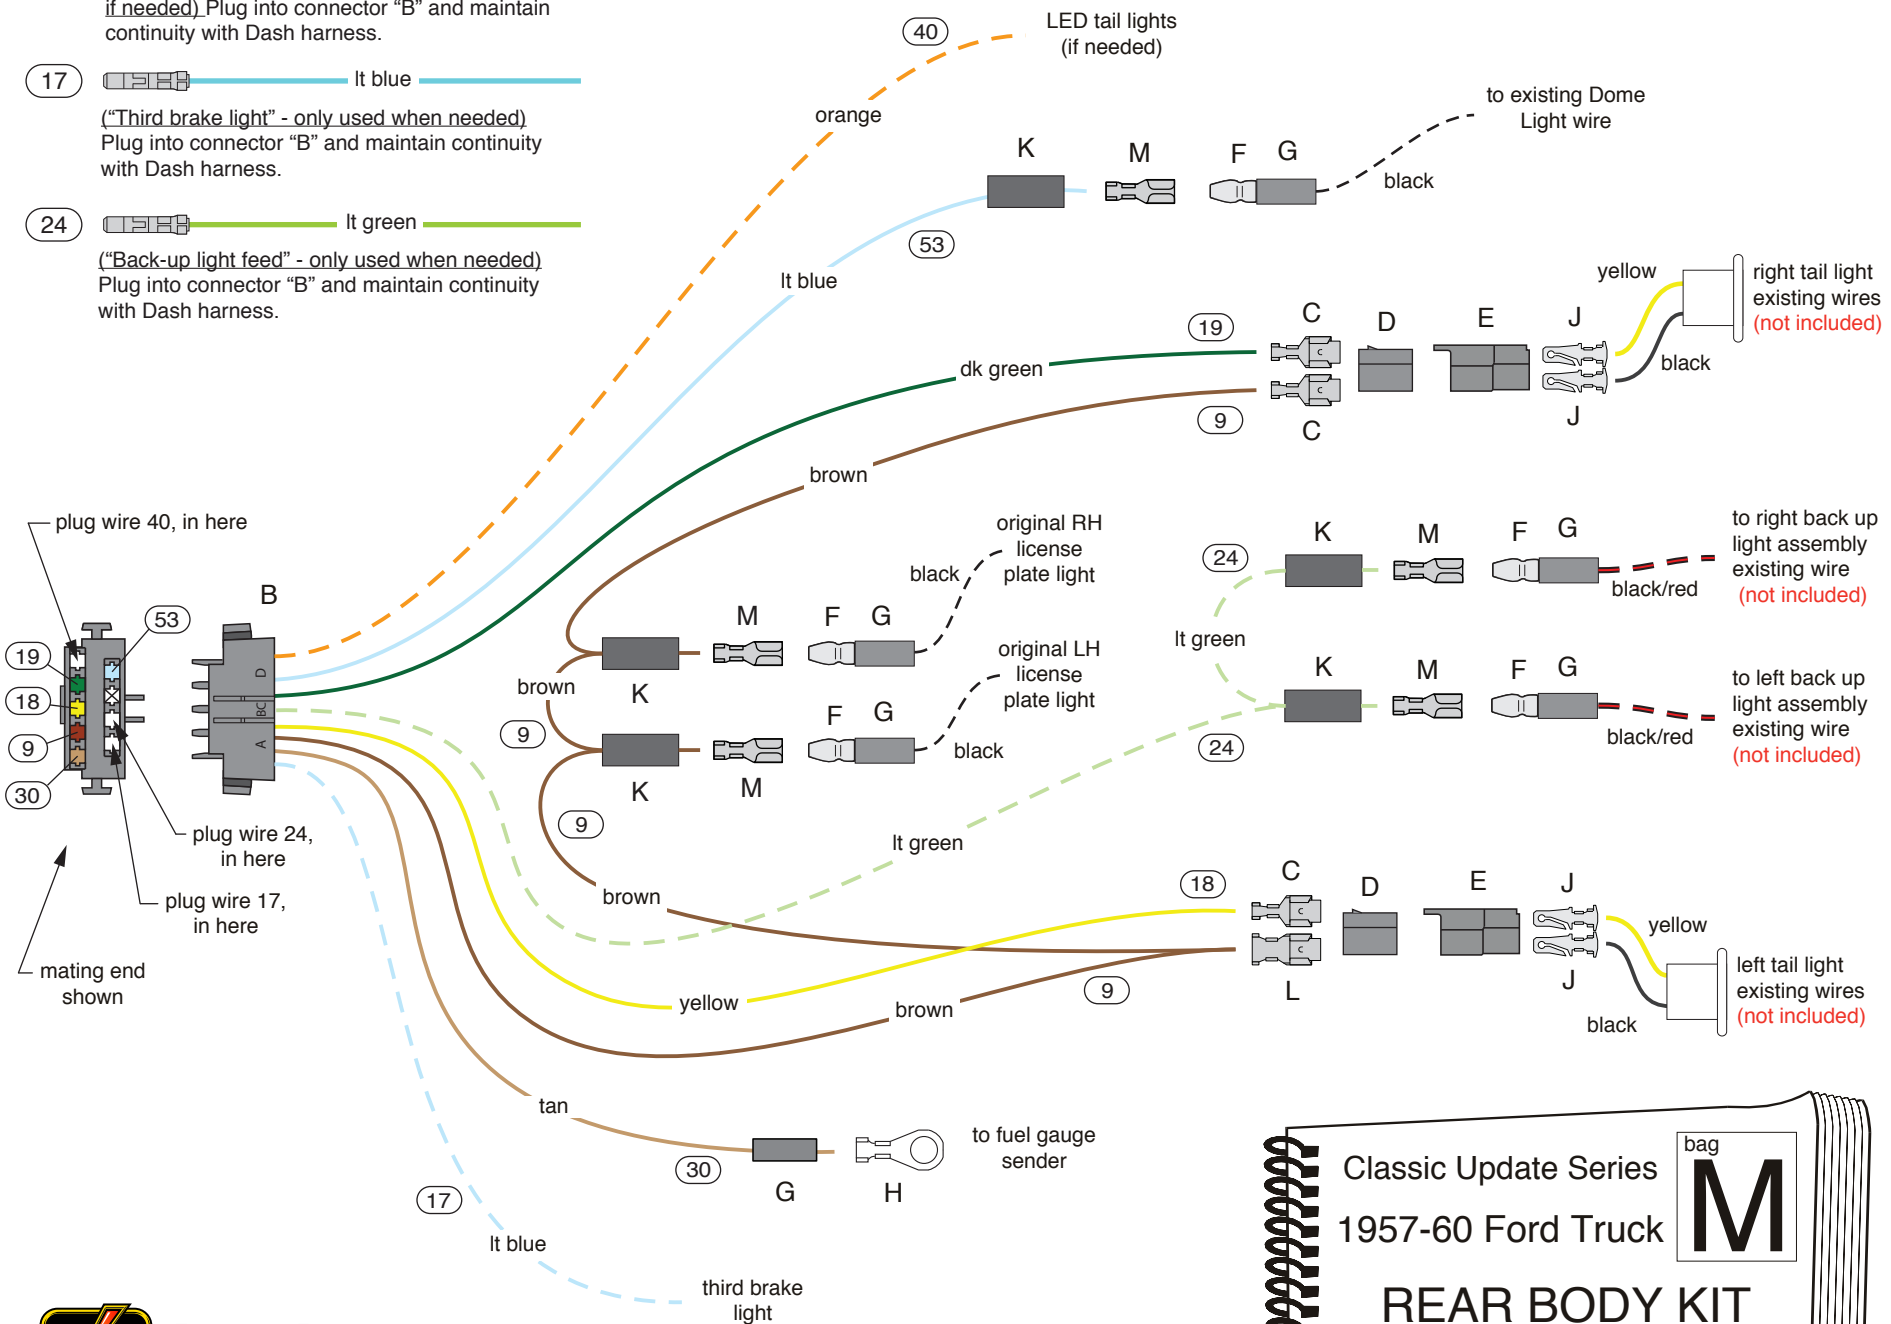 if needed) Plug into connector “B” and maintain
continuity with Dash harness.
17
lt blue
(“Third brake light” - only used when needed)
Plug into connector “B” and maintain continuity
with Dash harness.
24
lt green
(“Back-up light feed” - only used when needed)
Plug into connector “B” and maintain continuity
with Dash harness.
40
LED tail lights
(if needed)
orange
to existing Dome
Light wire
K
M
F
G
black
53
lt blue
yellow
right tail light
existing wires
(not included)
black
19
C
D
E
J
C
C
dk green
9
C
J
brown
plug wire 40, in here
B
53
19
18
9
30
D
BC
A
plug wire 24,
in here
plug wire 17,
in here
mating end
shown
original RH
license
plate light
black
M
F
G
K
brown
original LH
license
plate light
9
M
F
G
black
K
9
brown
24
K
M
F
G
to right back up
light assembly
existing wire
(not included)
black/red
lt green
K
M
F
G
to left back up
light assembly
existing wire
(not included)
black/red
24
lt green
18
C
D
E
J
C
C
yellow
left tail light
existing wires
(not included)
L
J
black
9
yellow
brown
tan
30
G
H
to fuel gauge
sender
17
lt blue
third brake
light
bag
M
Classic Update Series
1957-60 Ford Truck
REAR BODY KIT